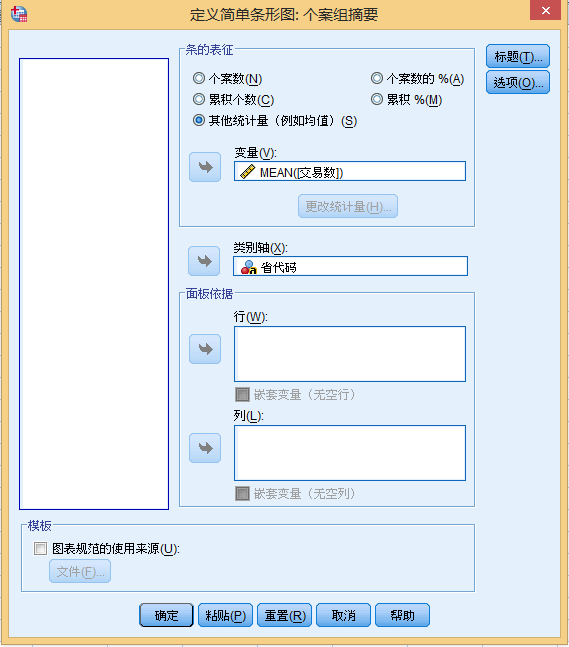 定义简单条形图: 个案组摘要
标题(T)...
选项(O)...
条的表征
个案数(N)
个案数的 %(A)
累积个数(C)
累积 %(M)
其他统计量（例如均值）(S)
变量(V):
MEAN([交易数])
更改统计量(H)...
类别轴(X):
省代码
面板依据
行(W):
嵌套变量（无空行）
列(L):
嵌套变量（无空列）
模板
图表规范的使用来源(U):
文件(F)...
确定
粘贴(P)
重置(R)
取消
帮助